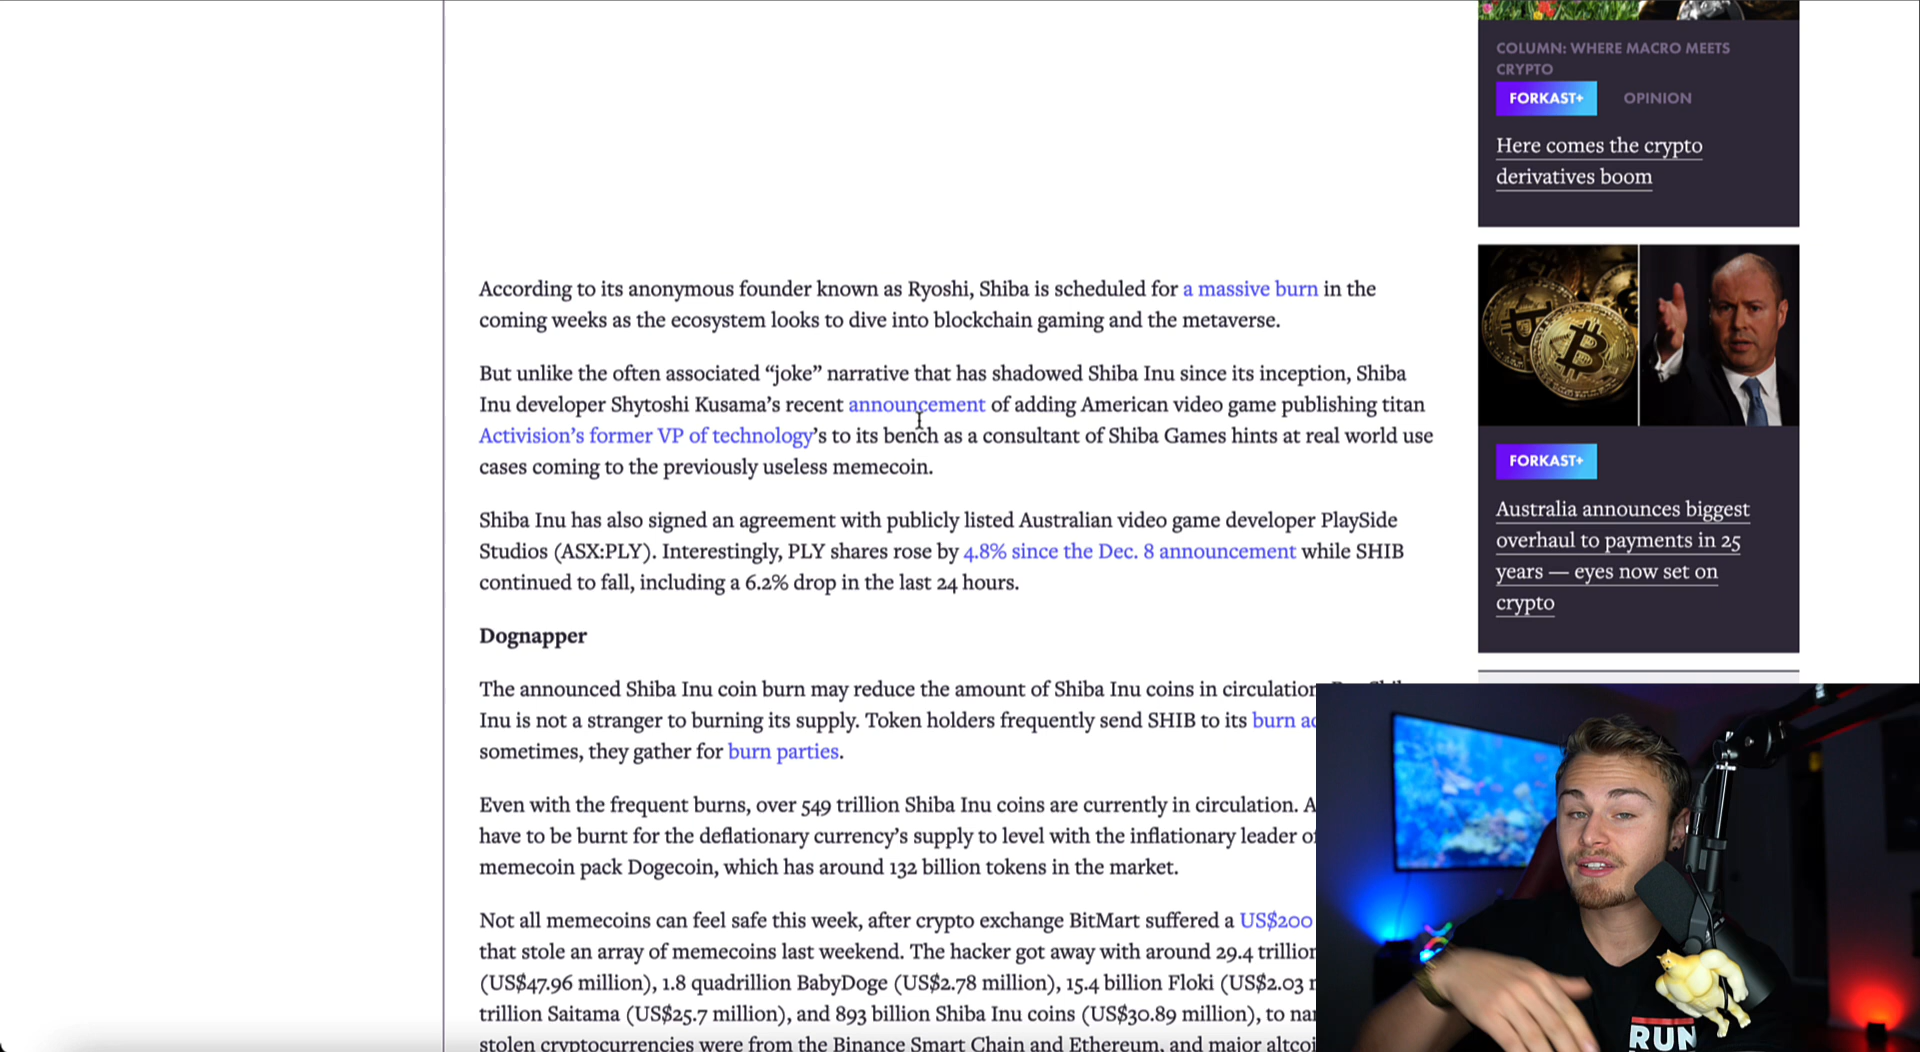 According to its anonymous founder known as Ryoshi, Shiba is scheduled for a massive burn in the
coming weeks as the ecosystem looks to dive into blockchain gaming and the metaverse.
But unlike the often associated “joke” narrative that has shadowed Shiba Inu since its inception, Shiba
Inu developer Shytoshi Kusama’s recent announcement of adding American video game publishing titan
Activision’s former VP of technology’s to its bench as a consultant of Shiba Games hints at real world use
cases coming to the previously useless memecoin.
Shiba Inu has also signed an agreement with publicly listed Australian video game developer PlaySide
Studios (ASX:PLY). Interestingly, PLY shares rose by 4.8% since the Dec. 8 announcement while SHIB
continued to fall, including a 6.2% drop in the last 24 hours.
Dognapper
The announced Shiba Inu coin burn may reduce the amount of Shiba Inu coins in circulation
Inu is not a stranger to burning its supply. Token holders frequently send SHIB to its burn
sometimes, they gather for burn parties.
Even with the frequent burns, over 549 trillion Shiba Inu coins are currently in circulation.
have to be burnt for the deflationary currency’s supply to level with the inflationary leader
memecoin pack Dogecoin, which has around 132 billion tokens in the market.
Not all memecoins can feel safe this week, after crypto exchange BitMart suffered a US$200
that stole an array of memecoins last weekend. The hacker got away with around 29.4 trillion
(US$47.96 million), 1.8 quadrillion BabyDoge (US$2.78 million), 15.4 billion Floki (US$2.03
trillion Saitama (US$25.7 million), and 893 billion Shiba Inu coins (US$30.89 million), to
stolen cryptocurrencies were from the Binance Smart Chain and Ethereum, and major
COLUMN: WHERE MACRO MEETS
CRYPTO
FORKAST+ OPINION
Here comes the crypto
derivatives boom
FORKAST+
Australia announces biggest
overhaul to payments in 25
years — eyes now set on
crypto
RUN